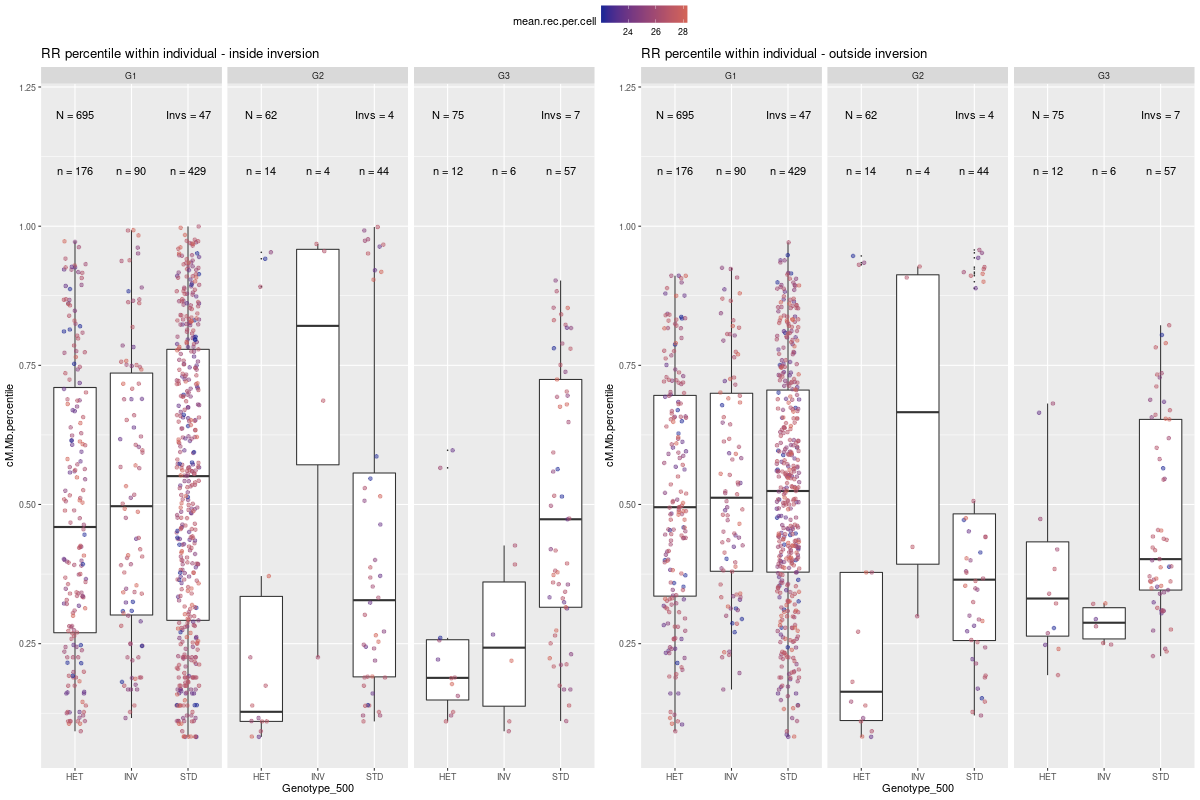 mean.rec.per.cell
24 26 28
RR percentile within individual - inside inversion
G1 G2 G3
1.25
1.00
0.75
0.50
0.25
cM.Mb.percentile
N = 695 Invs = 47 N = 62 Invs = 4 N = 75 Invs = 7
n = 176 n = 90 n = 429 n = 14 n = 4 n = 44 n = 12 n = 6 n = 57
HET INV STD HET INV STD HET INV STD
Genotype_500
RR percentile within individual - outside inversion
G1 G2 G3
1.25
1.00
0.75
0.50
0.25
cM.Mb.percentile
N = 695 Invs = 47 N = 62 Invs = 4 N = 75 Invs = 7
n = 176 n = 90 n = 429 n = 14 n = 4 n = 44 n = 12 n = 6 n = 57
HET INV STD HET INV STD HET INV STD
Genotype_500